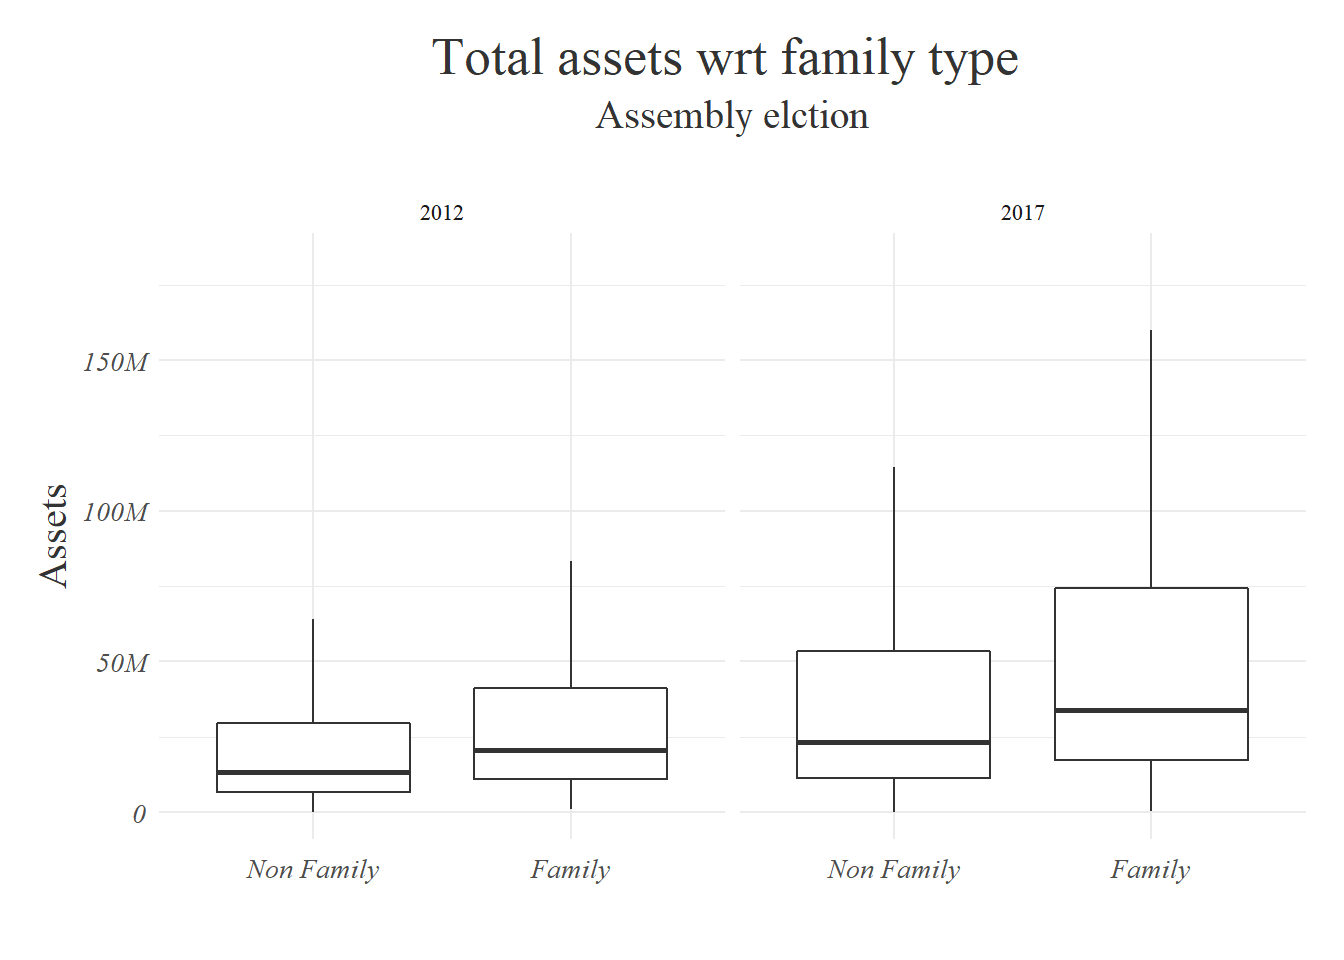 Total assets wrt family type
Assembly elction
2012
2017
Assets
150M
100M
50M
0
Non Family
Family
Non Family
Family